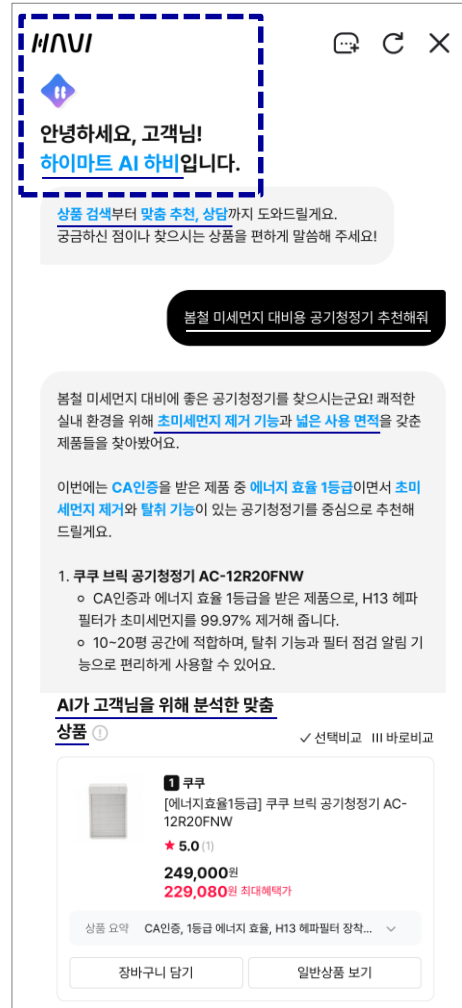 HAVI
안녕하세요, 고객님!
하이마트 AI 하비입니다.
상품 검색부터 맞춤 추천, 상담까지 도와드릴게요.
궁금하신 점이나 찾으시는 상품을 편하게 말씀해 주세요!
봄철 미세먼지 대비용 공기청정기 추천해줘
봄철 미세먼지 대비에 좋은 공기청정기를 찾으시는군요! 쾌적한
실내 환경을 위해 초미세먼지 제거 기능과 넓은 사용 면적을 갖춘
제품들을 찾아봤어요.
이번에는 CA인증을 받은 제품 중 에너지 효율 1등급이면서 초미
세먼지 제거와 탈취 기능이 있는 공기청정기를 중심으로 추천해
드릴게요.
1. 쿠쿠 브릭 공기청정기 AC-12R20FNW
CA인증과 에너지 효율 1등급을 받은 제품으로, H13 헤파
필터가 초미세먼지를 99.97% 제거해 줍니다.
10~20평 공간에 적합하며, 탈취 기능과 필터 점검 알림 기
능으로 편리하게 사용할 수 있어요.
AI가 고객님을 위해 분석한 맞춤
상품
선택비교 바로비교
1 쿠쿠
[에너지효율1등급] 쿠쿠 브릭 공기청정기 AC-
12R20FNW
★ 5.0 (1)
249,000원
229,080원 최대혜택가
상품 요약 CA인증, 1등급 에너지 효율, H13 헤파필터 장착...
장바구니 담기 일반상품 보기